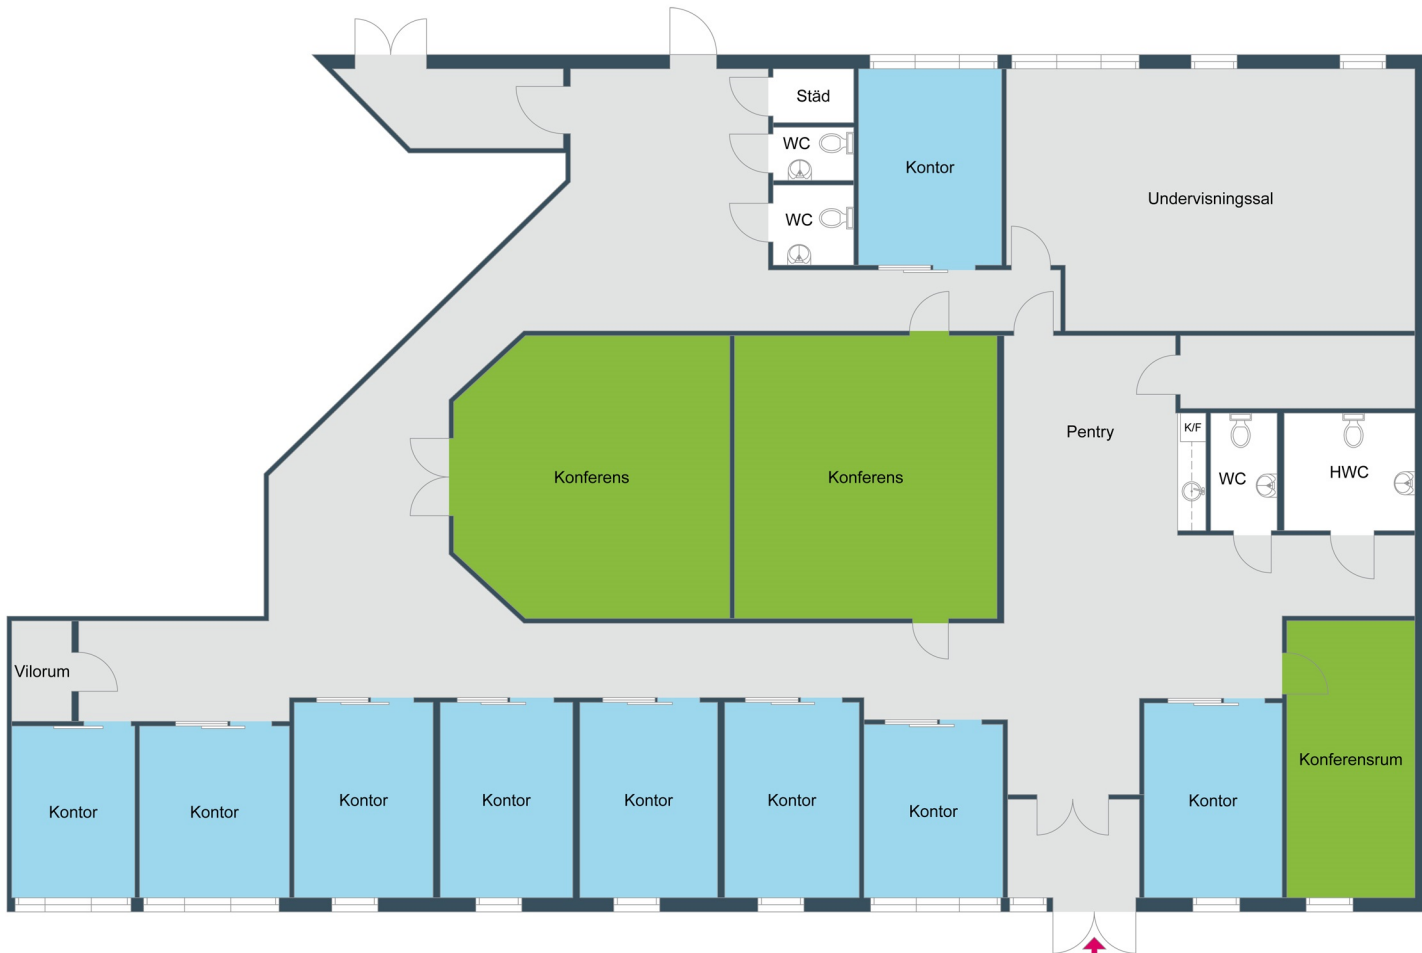 Städ
WC
Kontor
WC
Undervisningssal
Konferens
Konferens
Pentry
K/F
WC
HWC
Vilorum
Kontor
Kontor
Kontor
Kontor
Kontor
Kontor
Kontor
Kontor
Konferensrum